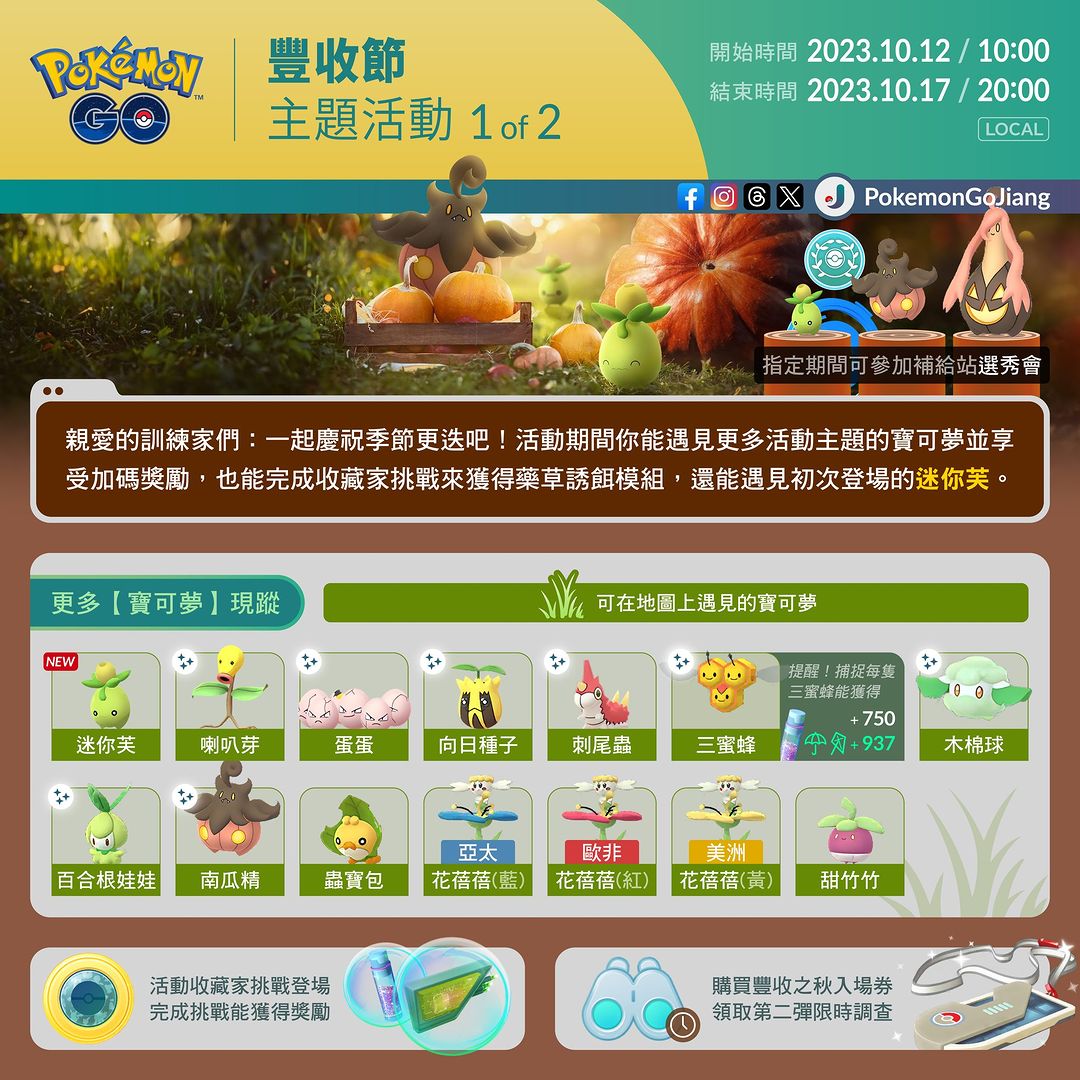 POKÉMON
GO
TM
豐收節
主題活動 1 of 2
開始時間 2023.10.12 / 10:00
結束時間 2023.10.17 / 20:00
LOCAL
PokemonGoJiang
指定期間可參加補給站選秀會
親愛的訓練家們：一起慶祝季節更迭吧！活動期間你能遇見更多活動主題的寶可夢並享
受加碼獎勵，也能完成收藏家挑戰來獲得藥草誘餌模組，還能遇見初次登場的迷你芙。
更多【寶可夢】現蹤
可在地圖上遇見的寶可夢
NEW
迷你芙
喇叭芽
蛋蛋
向日種子
刺尾蟲
三蜜蜂
提醒！捕捉每隻
三蜜蜂能獲得
+750
+937
木棉球
百合根娃娃
南瓜精
蟲寶包
亞太
花蓓蓓(藍)
歐非
花蓓蓓(紅)
美洲
花蓓蓓(黃)
甜竹竹
活動收藏家挑戰登場
完成挑戰能獲得獎勵
購買豐收之秋入場券
領取第二彈限時調查